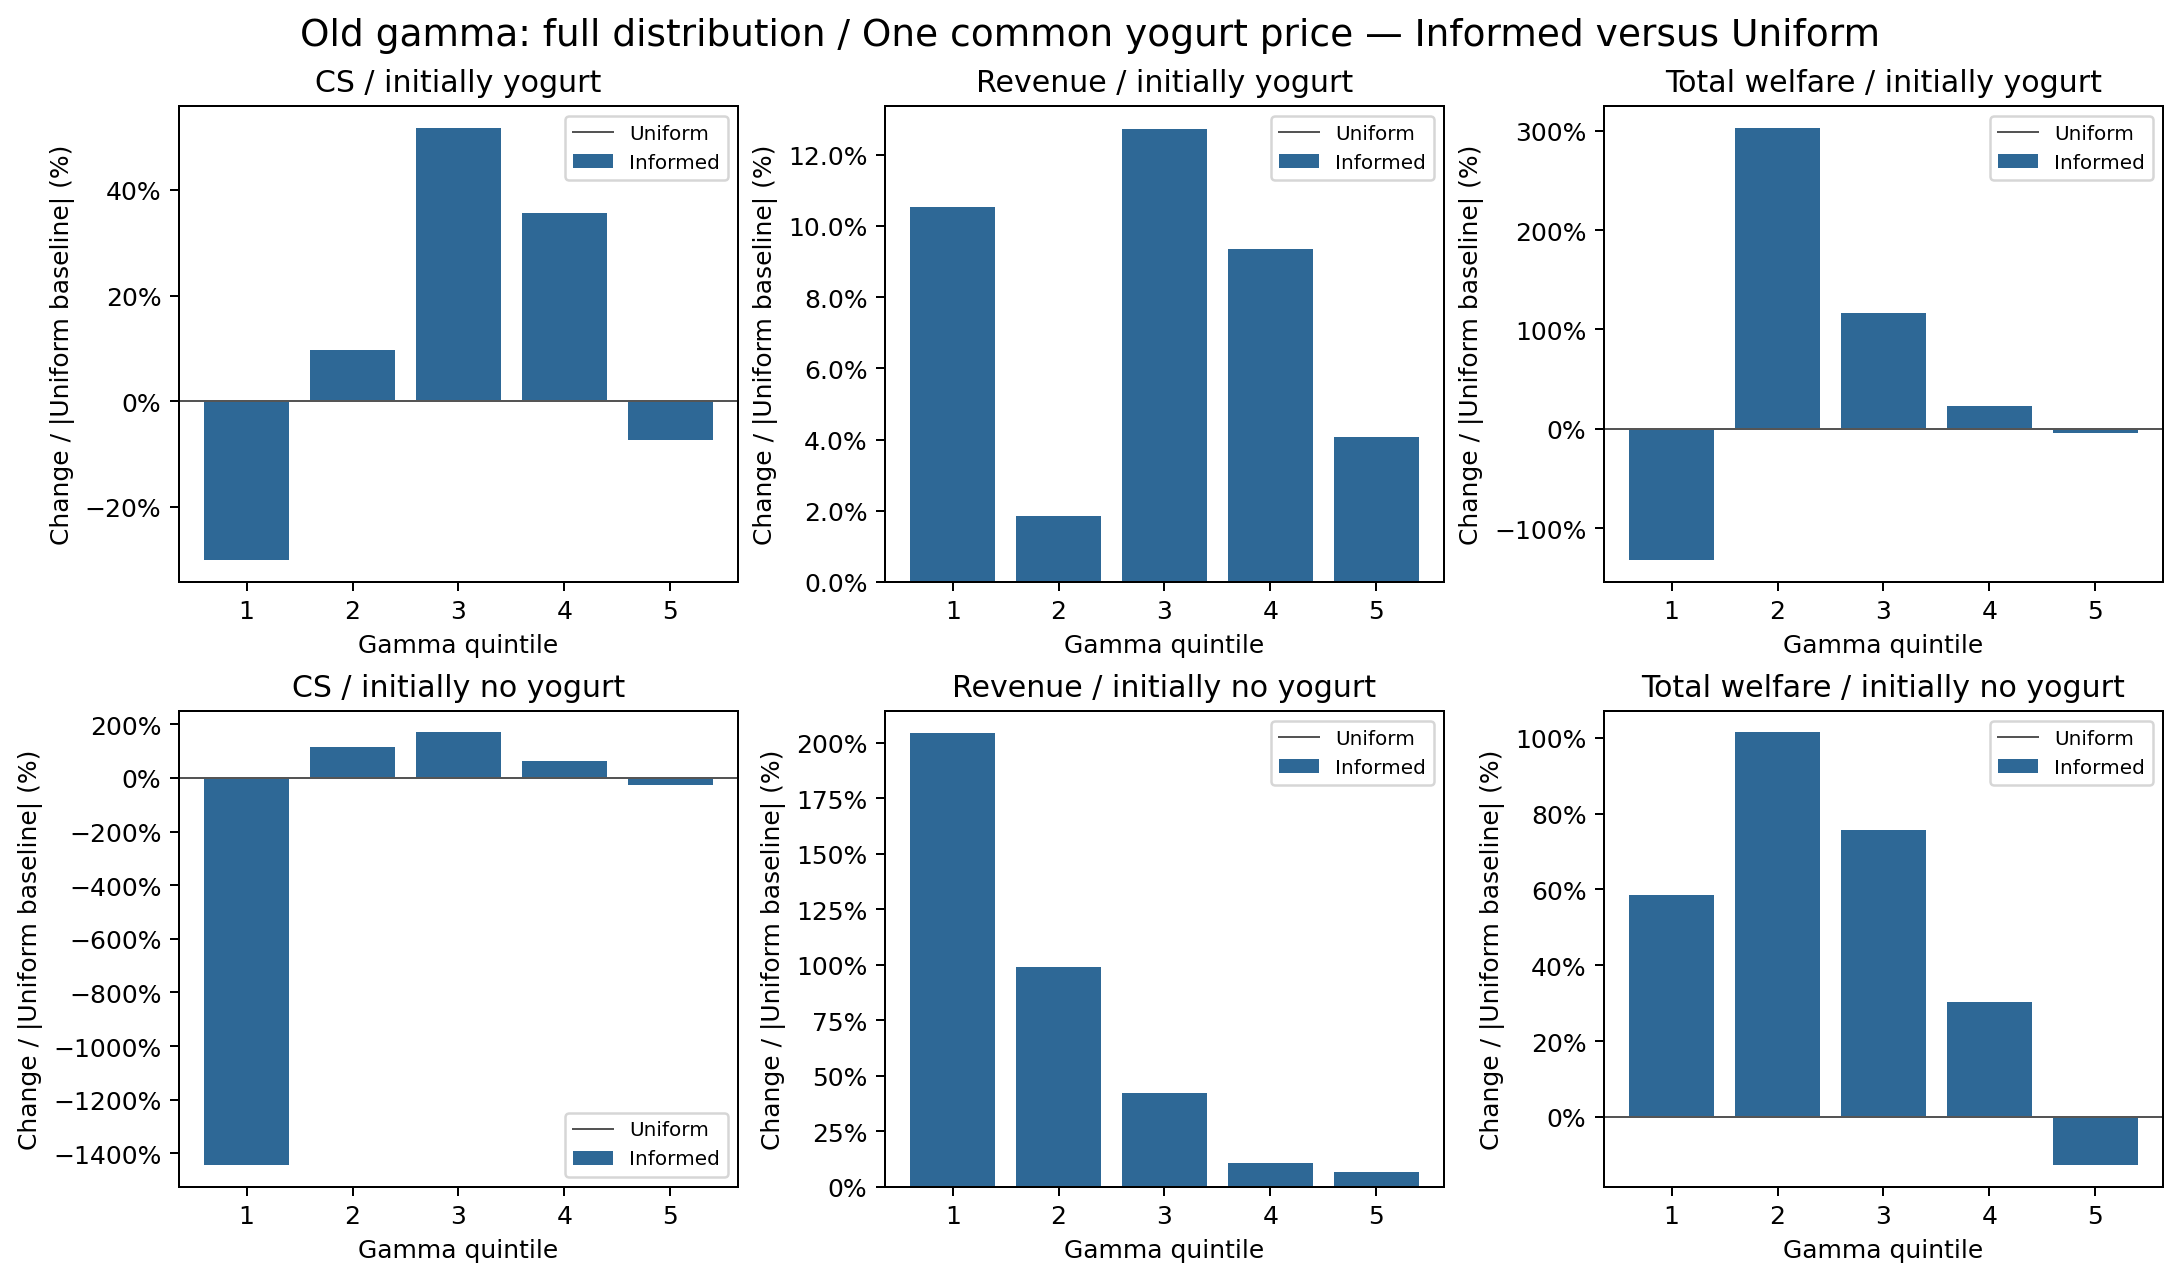 Old gamma: full distribution / One common yogurt price — Informed versus Uniform
CS / initially yogurt
Change / |Uniform baseline| (%)
40%
20%
0%
−20%
Uniform
Informed
1 2 3 4 5
Gamma quintile
Revenue / initially yogurt
Change / |Uniform baseline| (%)
12.0%
10.0%
8.0%
6.0%
4.0%
2.0%
0.0%
Uniform
Informed
1 2 3 4 5
Gamma quintile
Total welfare / initially yogurt
Change / |Uniform baseline| (%)
300%
200%
100%
0%
−100%
Uniform
Informed
1 2 3 4 5
Gamma quintile
CS / initially no yogurt
Change / |Uniform baseline| (%)
200%
0%
−200%
−400%
−600%
−800%
−1000%
−1200%
−1400%
Uniform
Informed
1 2 3 4 5
Gamma quintile
Revenue / initially no yogurt
Change / |Uniform baseline| (%)
200%
175%
150%
125%
100%
75%
50%
25%
0%
Uniform
Informed
1 2 3 4 5
Gamma quintile
Total welfare / initially no yogurt
Change / |Uniform baseline| (%)
100%
80%
60%
40%
20%
0%
Uniform
Informed
1 2 3 4 5
Gamma quintile